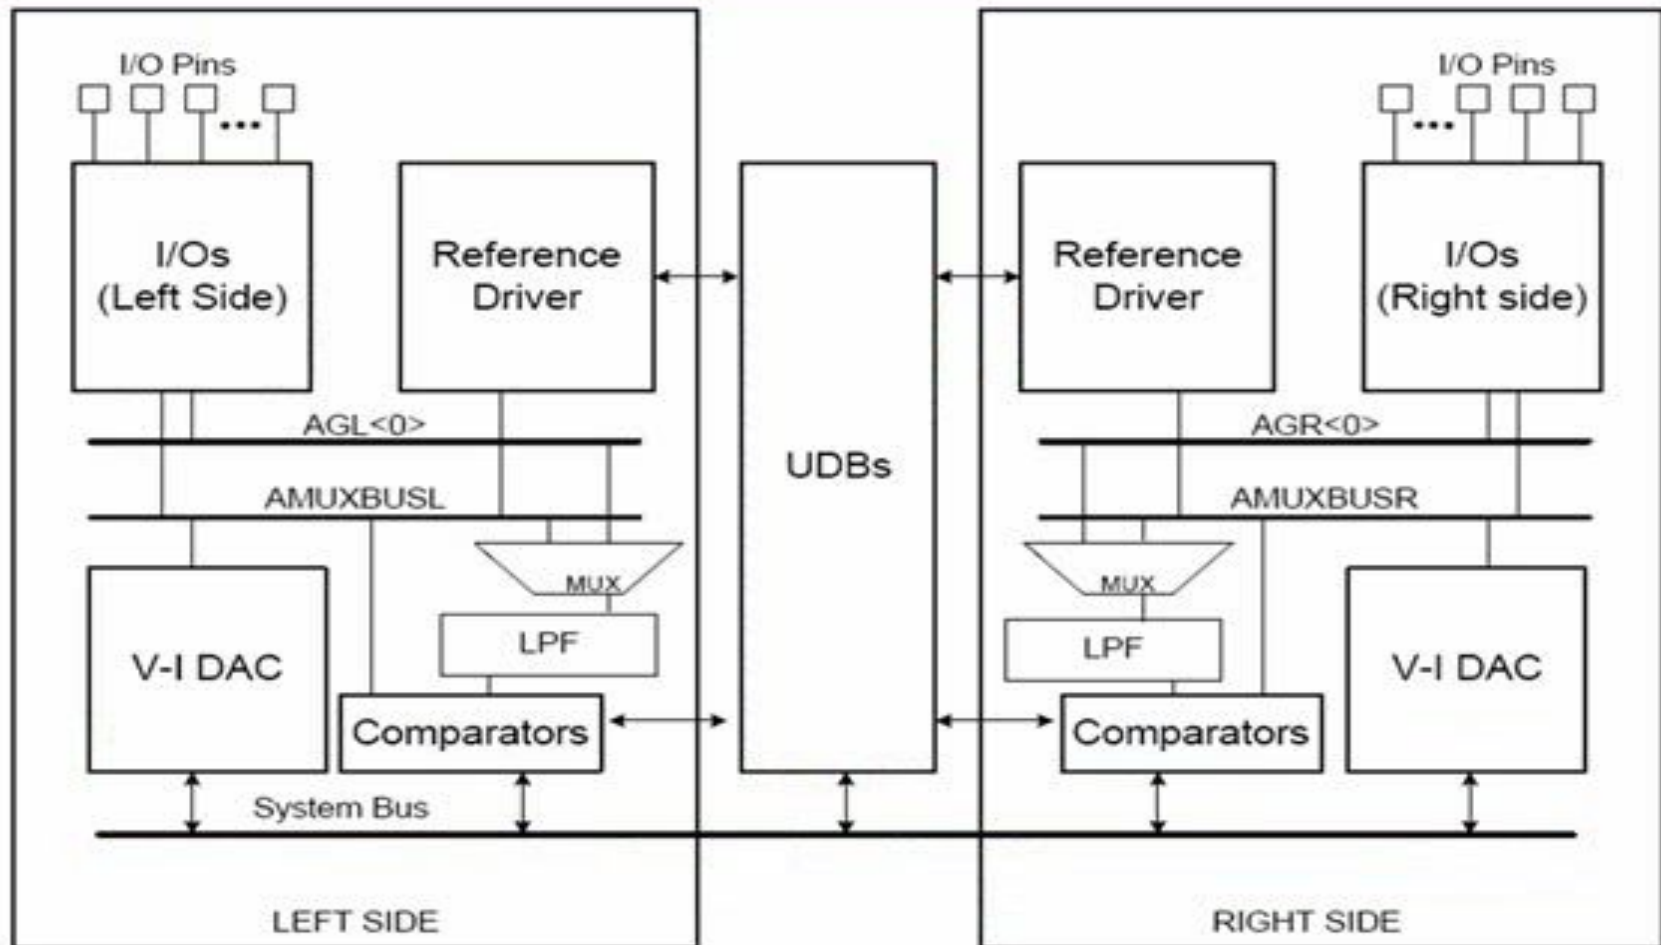 I/O Pins
I/Os
(Left Side)
Reference
Driver
AGL<0>
AMUXBUSL
MUX
LPF
V-I DAC
Comparators
System Bus
LEFT SIDE
UDBs
I/O Pins
Reference
Driver
I/Os
(Right side)
AGR<0>
AMUXBUSR
MUX
LPF
Comparators
V-I DAC
RIGHT SIDE